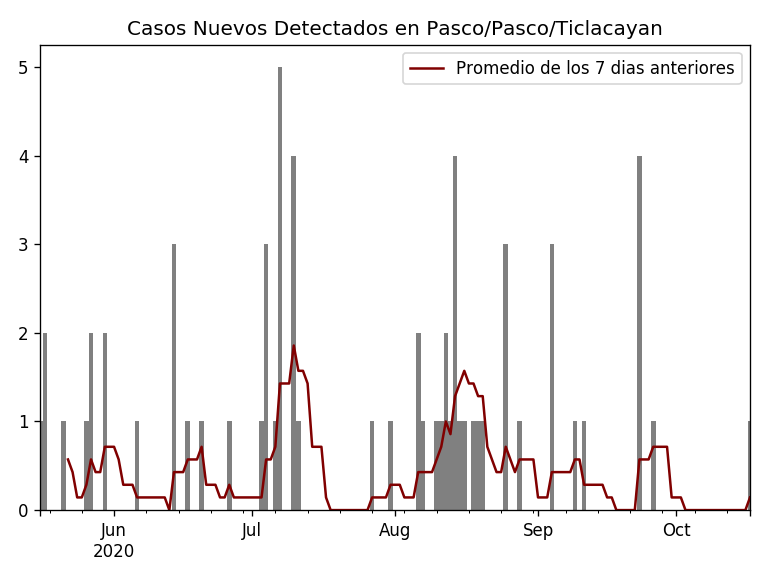 Casos Nuevos Detectados en Pasco/Pasco/Ticlacayan
Promedio de los 7 dias anteriores
5
4
3
2
1
0
Jun Jul Aug Sep Oct
2020